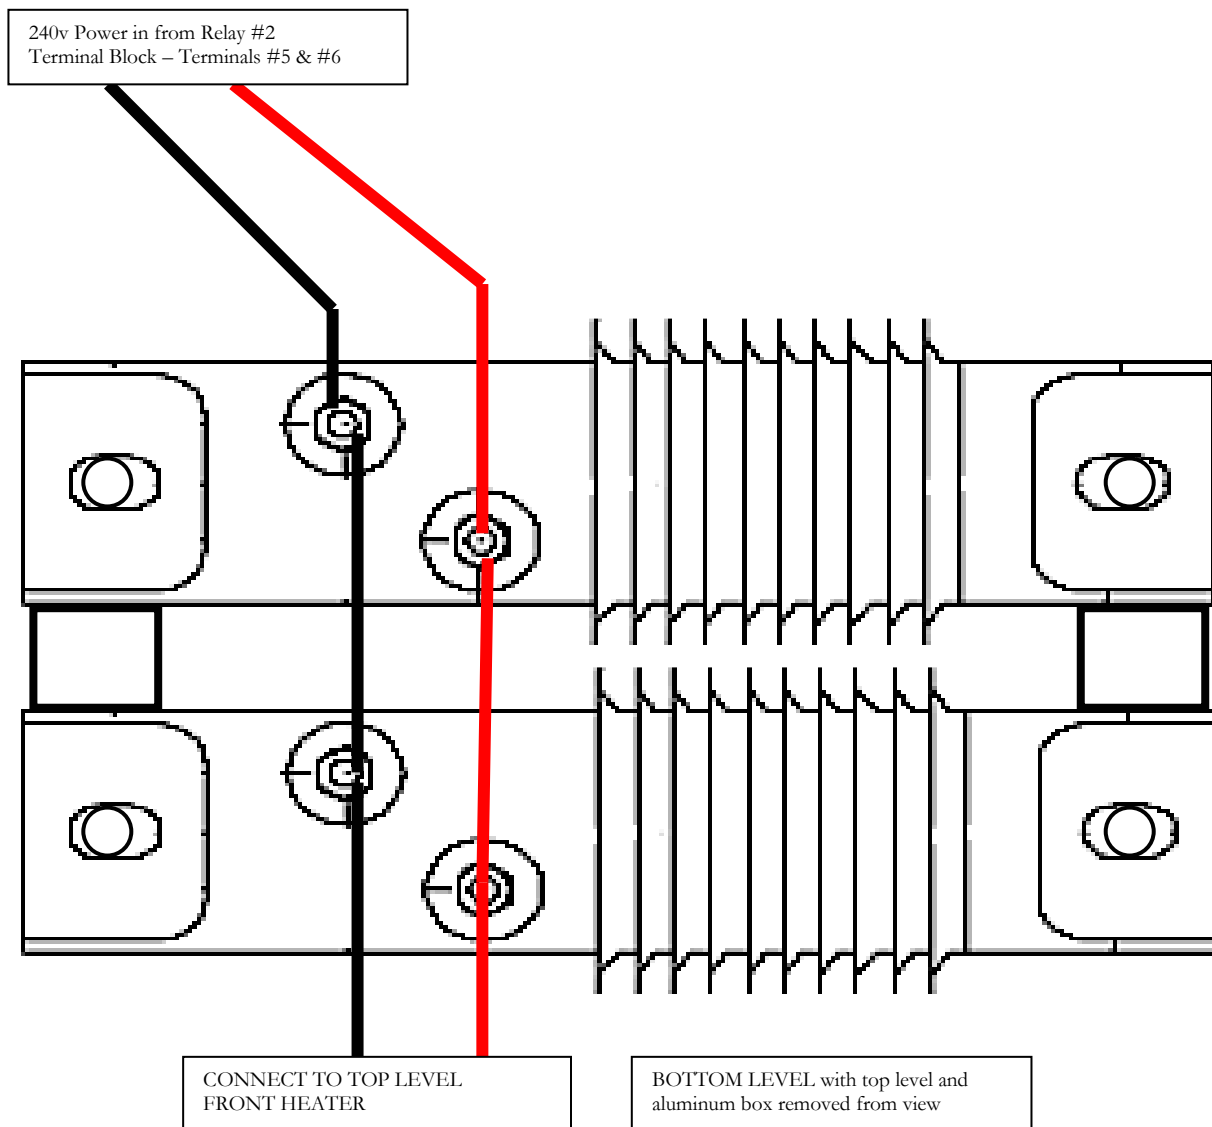 240v Power in from Relay #2
Terminal Block – Terminals #5 & #6
CONNECT TO TOP LEVEL
FRONT HEATER
BOTTOM LEVEL with top level and
aluminum box removed from view